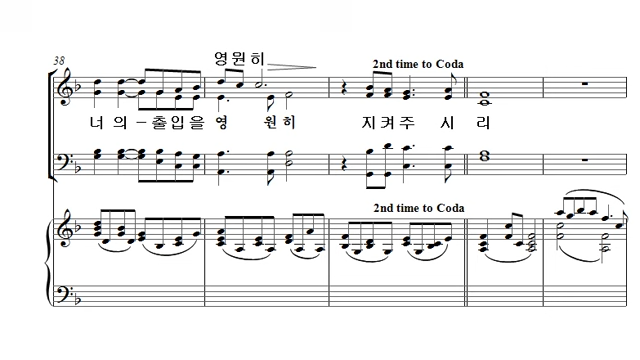 영원히
38
2nd time to Coda
너 의 - 출 입 을 영 원 히 지 켜 주 시 리
2nd time to Coda